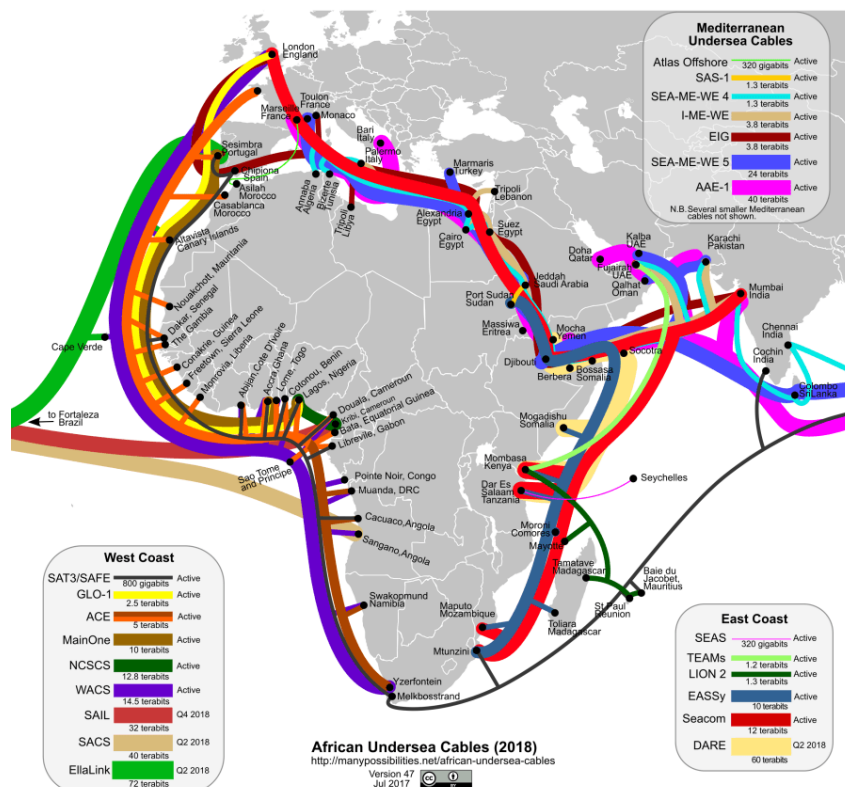 London
England
Toulon
France
Marseille
France
Monaco
Bari
Italy
Palermo
Italy
Sesimbra
Portugal
Chipiona
Spain
Asilah
Morocco
Casablanca
Morocco
Annaba
Algeria
Bizerte
Tunisia
Tripoli
Libya
Marmaris
Turkey
Tripoli
Lebanon
Alexandria
Egypt
Suez
Egypt
Cairo
Egypt
Altavista
Canary Islands
Doha
Qatar
Kalba
UAE
Fujairah
UAE
Qalhat
Oman
Karachi
Pakistan
Mumbai
India
Jeddah
Saudi Arabia
Port Sudan
Sudan
Massiwa
Eritrea
Mocha
Yemen
Djibouti
Berbera
Bossasa
Somalia
Socotra
Chennai
India
Cochin
India
Colombo
Sri Lanka
Nouakchott, Mauritania
Dakar, Senegal
The Gambia
Conakrie, Guinea
Freetown, Sierra Leone
Monrovia, Liberia
Abjian, Cote D'Ivoire
Accra, Ghana
Lome, Togo
Cotonou, Benin
Lagos, Nigeria
Cape Verde
to Fortaleza
Brazil
Douala, Cameroun
Kribi, Cameroun
Bata, Equatorial Guinea
Libreville, Gabon
Sao Tome
and Principe
Pointe Noir, Congo
Muanda, DRC
Cacuaco, Angola
Sangano, Angola
Mogadishu
Somalia
Mombasa
Kenya
Dar Es
Salaam
Tanzania
Seychelles
Moroni
Comores
Mayotte
Tamatave
Madagascar
Baie du
Jacobet,
Mauritius
St Paul
Reunion
Toliara
Madagascar
Maputo
Mozambique
Mtunzini
Swakopmund
Namibia
Yzerfontein
Melkbosstrand
Mediterranean
Undersea Cables
Atlas Offshore 320 gigabits Active
SAS-1 1.3 terabits Active
SEA-ME-WE 4 1.3 terabits Active
I-ME-WE 3.8 terabits Active
EIG 3.8 terabits Active
SEA-ME-WE 5 24 terabits Active
AAE-1 40 terabits Active
N.B. Several smaller Mediterranean
cables not shown.
West Coast
SAT3/SAFE 800 gigabits Active
GLO-1 2.5 terabits Active
ACE 5 terabits Active
MainOne 10 terabits Active
NCSCS 12.8 terabits Active
WACS 14.5 terabits Active
SAIL 32 terabits Q4 2018
SACS 40 terabits Q2 2018
EllaLink 72 terabits Q2 2018
East Coast
SEAS 320 gigabits Active
TEAMs 1.2 terabits Active
LION 2 1.3 terabits Active
EASSy 10 terabits Active
Seacom 12 terabits Active
DARE 60 terabits Q2 2018
African Undersea Cables (2018)
http://manypossibilities.net/african-undersea-cables
Version 47
Jul 2017
cc
BY